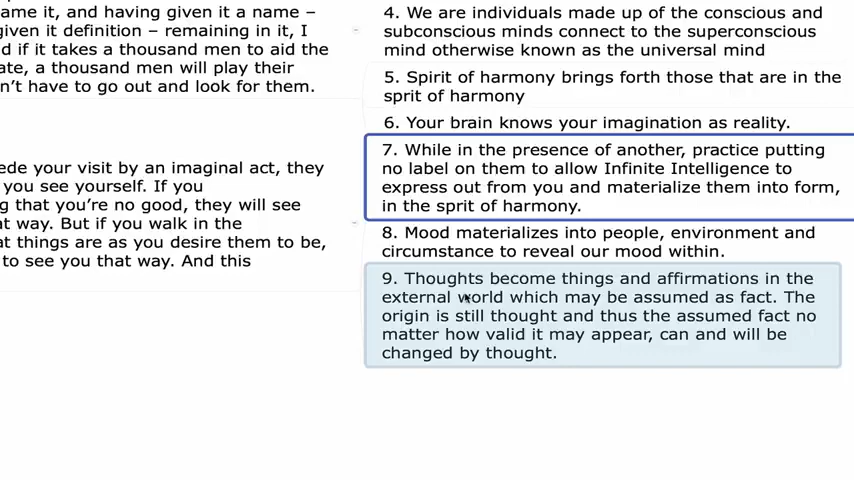 ame it, and having given it a name –
given it definition – remaining in it, I
d if it takes a thousand men to aid the
ate, a thousand men will play their
n't have to go out and look for them.
ede your visit by an imaginal act, they
you see yourself. If you
g that you're no good, they will see
at way. But if you walk in the
at things are as you desire them to be,
to see you that way. And this
4. We are individuals made up of the conscious and
subconscious minds connect to the superconscious
mind otherwise known as the universal mind
5. Spirit of harmony brings forth those that are in the
sprit of harmony
6. Your brain knows your imagination as reality.
7. While in the presence of another, practice putting
no label on them to allow Infinite Intelligence to
express out from you and materialize them into form,
in the sprit of harmony.
8. Mood materializes into people, environment and
circumstance to reveal our mood within.
9. Thoughts become things and affirmations in the
external world which may be assumed as fact. The
origin is still thought and thus the assumed fact no
matter how valid it may appear, can and will be
changed by thought.